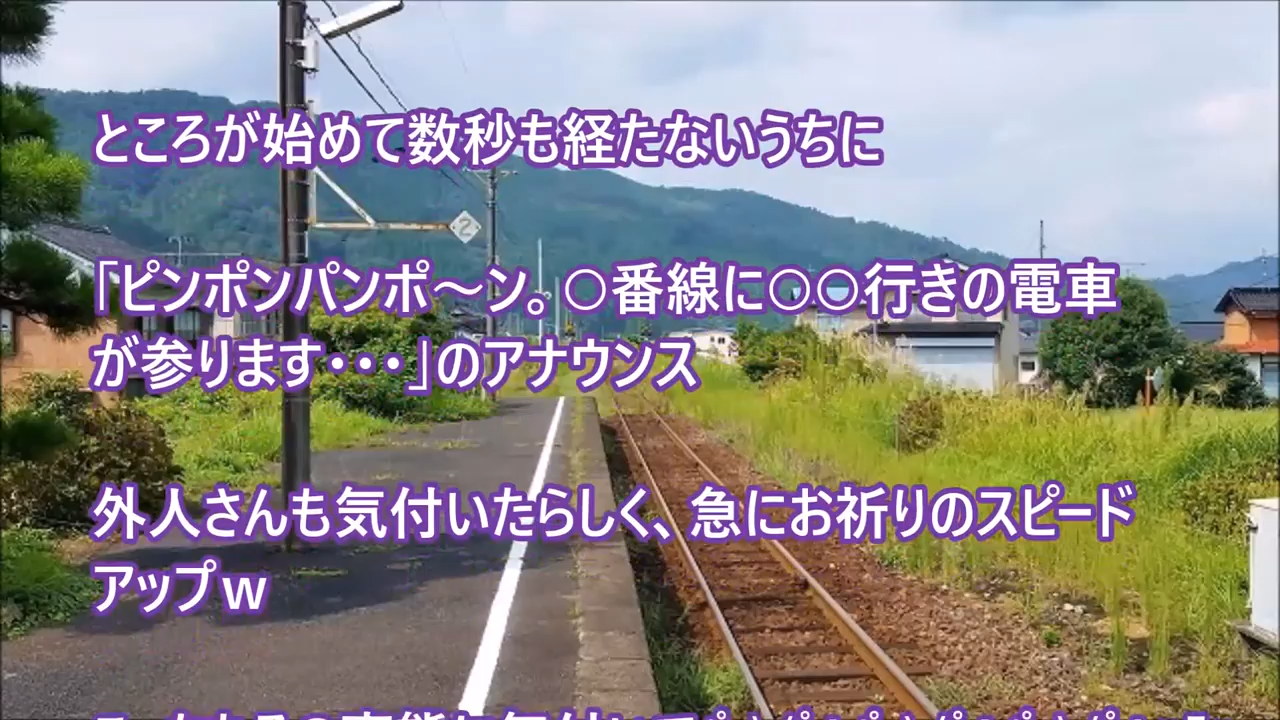 ところが始めて数秒も経たないうちに
「ピンポンパンポ～ン。○番線に○○行きの電車
が参ります・・・」のアナウンス
外人さんも気付いたらしく、急にお祈りのスピード
アップｗ
2